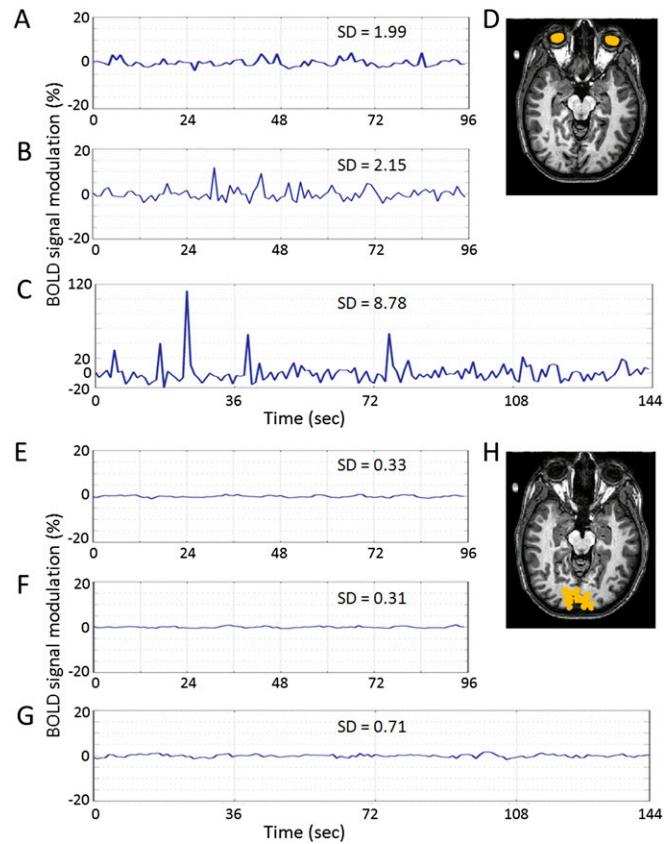 A
D
SD = 1.99
20
0
-20
0 24 48 72 96
B
SD = 2.15
20
0
-20
0 24 48 72 96
BOLD signal modulation (%)
C
SD = 8.78
120
20
0
-20
0 36 72 108 144
Time (sec)
E
H
SD = 0.33
20
0
-20
0 24 48 72 96
F
SD = 0.31
20
0
-20
0 24 48 72 96
BOLD signal modulation (%)
G
SD = 0.71
20
0
-20
0 36 72 108 144
Time (sec)